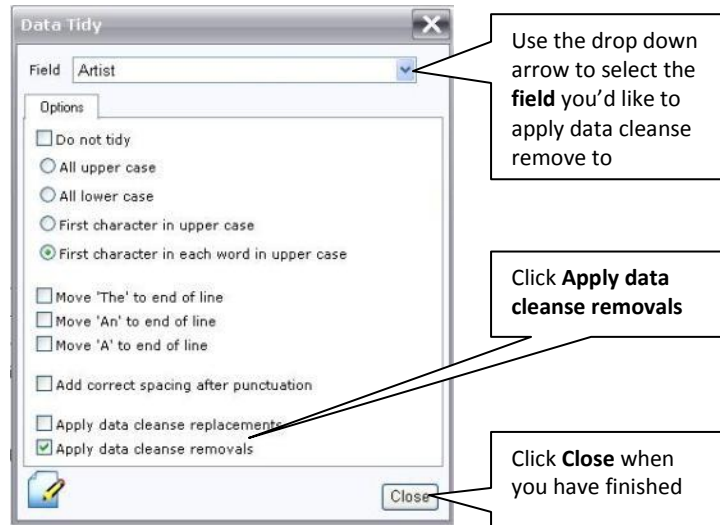 Data Tidy
Field Artist
Options
Do not tidy
All upper case
All lower case
First character in upper case
First character in each word in upper case
Move 'The' to end of line
Move 'An' to end of line
Move 'A' to end of line
Add correct spacing after punctuation
Apply data cleanse replacements
Apply data cleanse removals
Close
Use the drop down
arrow to select the
field you’d like to
apply data cleanse
remove to
Click Apply data
cleanse removals
Click Close when
you have finished